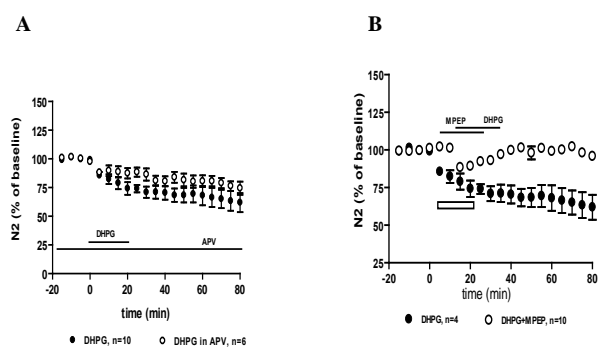 A
N2 (% of baseline)
150
125
100
75
50
25
0
DHPG
APV
-20 0 20 40 60 80
time (min)
DHPG, n=10 DHPG in APV, n=6
B
N2 (% of baseline)
150
125
100
75
50
25
MPEP DHPG
-20 0 20 40 60 80
time (min)
DHPG, n=4 DHPG+MPEP, n=10